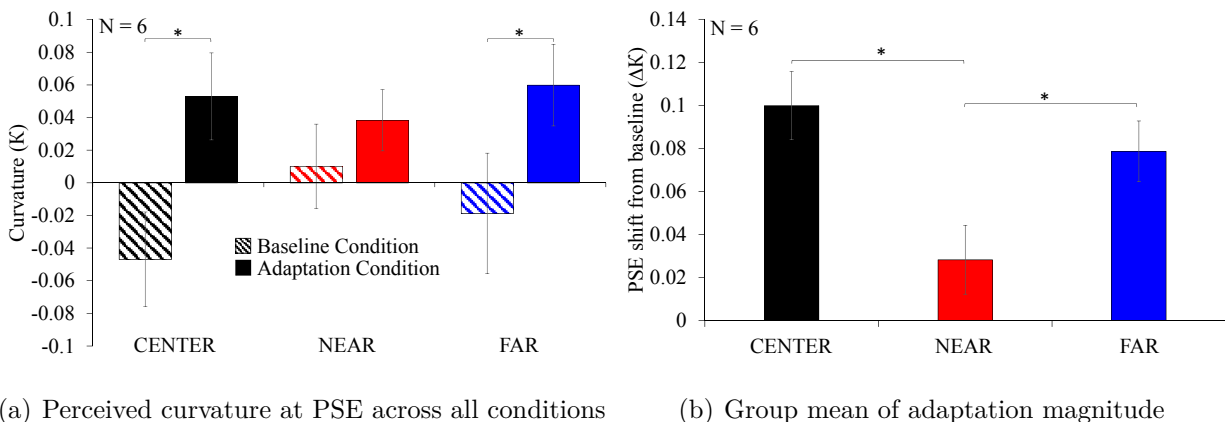 0.1
0.08
0.06
0.04
0.02
0
-0.02
-0.04
-0.06
-0.08
-0.1
Curvature (K)
N = 6
*
*
Baseline Condition
Adaptation Condition
CENTER NEAR FAR
(a) Perceived curvature at PSE across all conditions
0.14
0.12
0.1
0.08
0.06
0.04
0.02
0
PSE shift from baseline (ΔK)
N = 6
*
*
CENTER NEAR FAR
(b) Group mean of adaptation magnitude